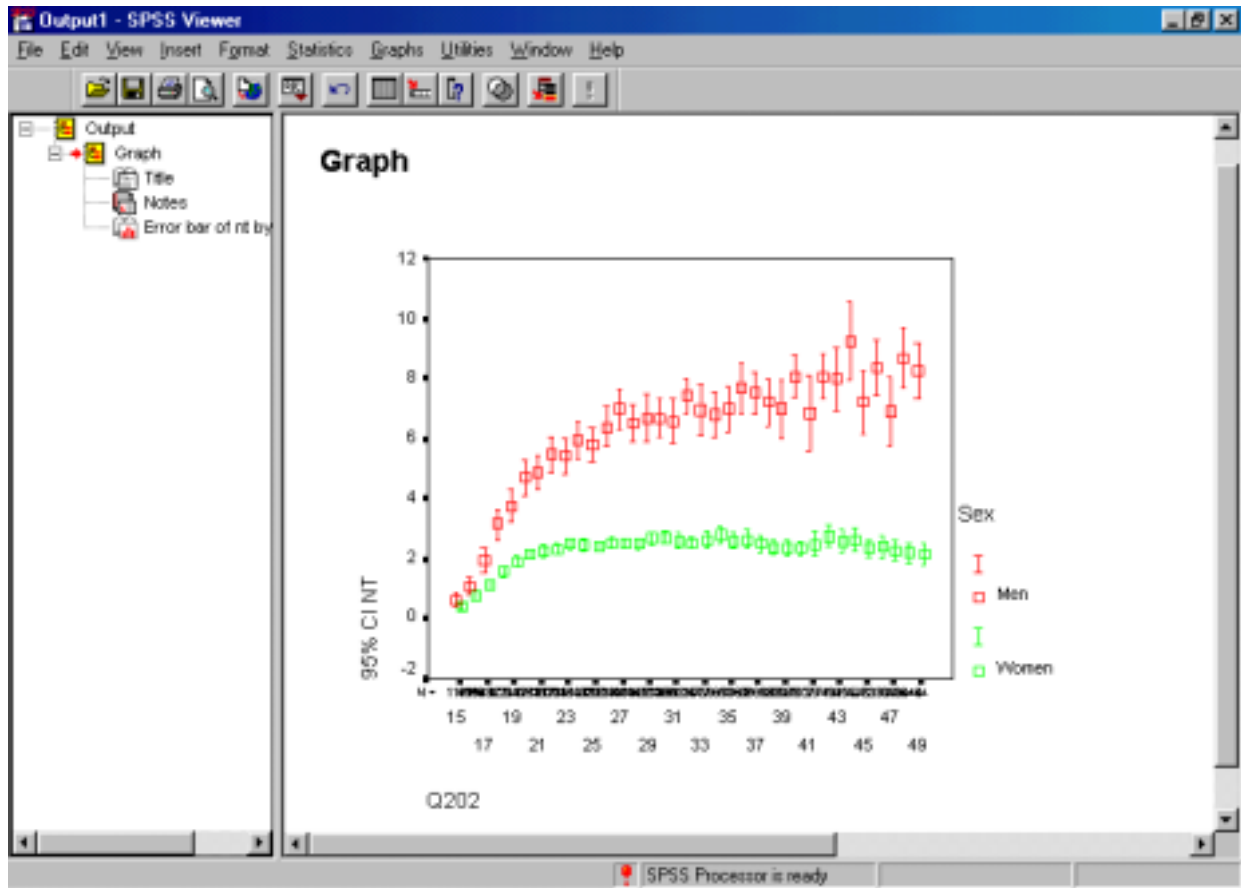 Output1 - SPSS Viewer
File Edit View Insert Format Statistics Graphs Utilities Window Help
Output
Graph
Title
Notes
Error bar of nt by
Graph
12
10
8
6
4
2
0
-2
95% CI NT
N =
15 19 23 27 31 35 39 43 47
17 21 25 29 33 37 41 45 49
Q202
Sex
Men
Women
SPSS Processor is ready